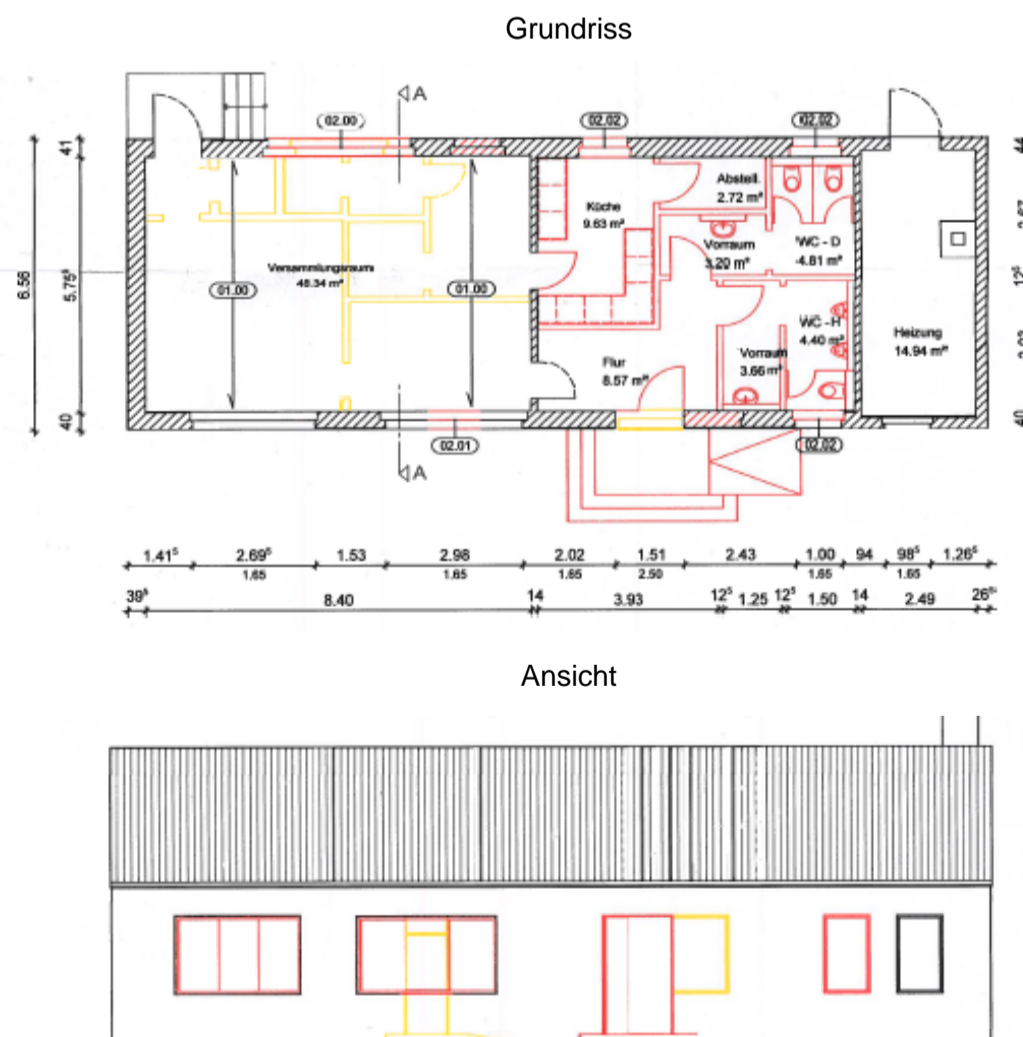 Grundriss
A
02.00
02.02
02.02
41
44
Abstell.
2.72 m²
Küche
9.63 m²
Vorraum
3.20 m²
WC - D
4.81 m²
Versammlungsraum
48.34 m²
01.00
01.00
6.56
5.75⁵
12⁵
WC - H
4.40 m²
Heizung
14.94 m²
Flur
8.57 m²
Vorraum
3.66 m²
40
40
02.01
02.02
A
1.41⁵ 2.69⁵ 1.53 2.98 2.02 1.51 2.43 1.00 94 98⁵ 1.26⁵
1.65 1.65 1.65 2.50 1.65 1.65
39⁵ 8.40 14 3.93 12⁵ 1.25 12⁵ 1.50 14 2.49 26⁵
Ansicht